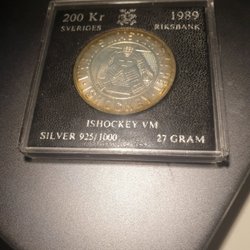 200 Kr 1989
SVERIGES RIKSBANK
ISHOCKEY VM
SILVER 925/1000 27 GRAM